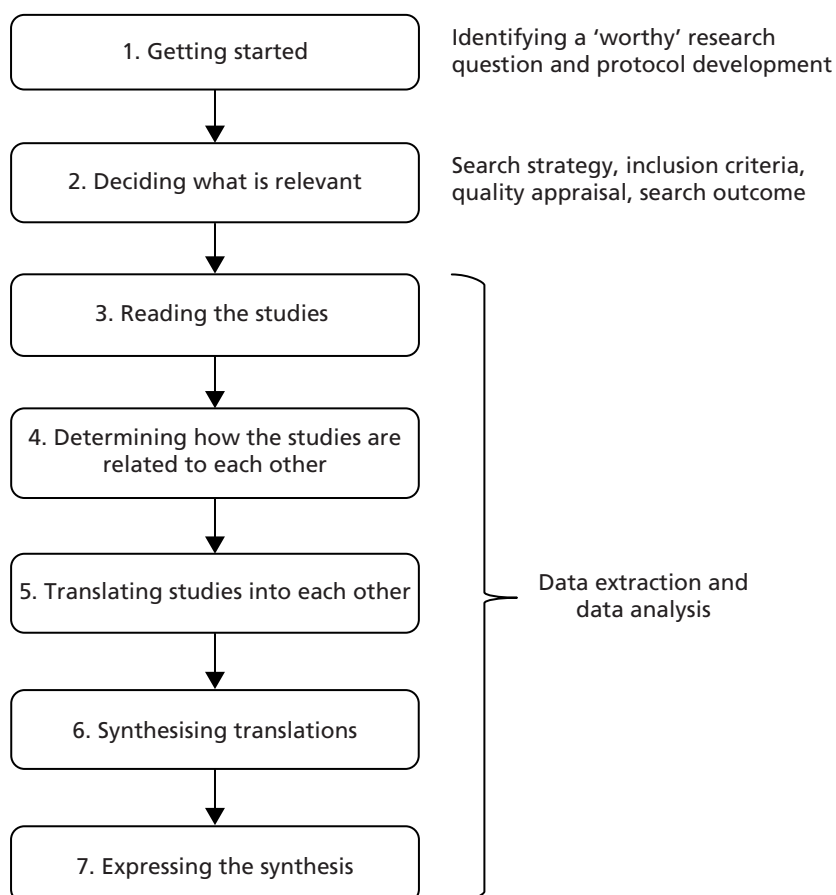 1. Getting started
Identifying a ‘worthy’ research
question and protocol development
2. Deciding what is relevant
Search strategy, inclusion criteria,
quality appraisal, search outcome
3. Reading the studies
4. Determining how the studies are
related to each other
5. Translating studies into each other
Data extraction and
data analysis
6. Synthesising translations
7. Expressing the synthesis